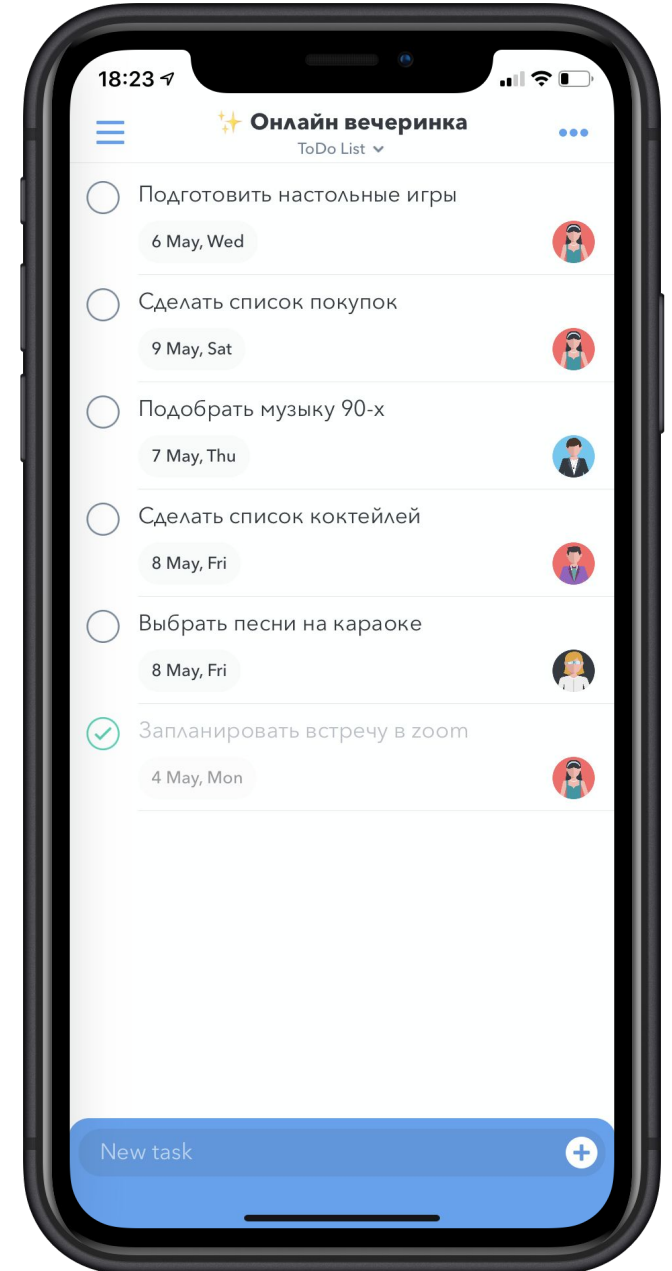 18:23
✨ Онлайн вечеринка
ToDo List
Подготовить настольные игры
6 May, Wed
Сделать список покупок
9 May, Sat
Подобрать музыку 90-х
7 May, Thu
Сделать список коктейлей
8 May, Fri
Выбрать песни на караоке
8 May, Fri
Запланировать встречу в zoom
4 May, Mon
New task